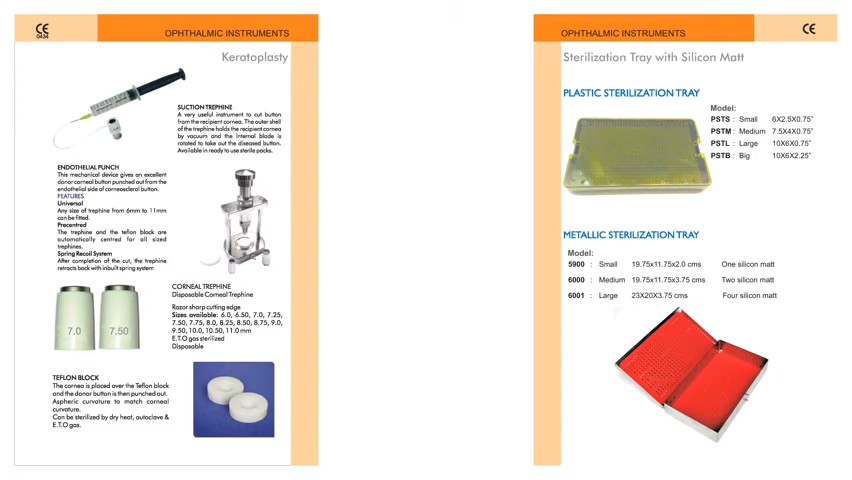 CE
0434
OPHTHALMIC INSTRUMENTS
Keratoplasty
SUCTION TREPHINE
A very useful instrument to cut button
from the recipient cornea. The outer shell
of the trephine holds the recipient cornea
by vacuum and the internal blade is
rotated to take out the diseased button.
Available in ready to use sterile packs.
ENDOTHELIAL PUNCH
This mechanical device gives an excellent
donor corneal button punched out from the
endothelial side of corneoscleral button.
FEATURES
Universal
Any size of trephine from 6mm to 11mm
can be fitted.
Precentred
The trephine and the teflon block are
automatically centred for all sized
trephines.
Spring Recoil System
After completion of the cut, the trephine
retracts back with inbuilt spring system
CORNEAL TREPHINE
Disposable Corneal Trephine
Razor sharp cutting edge
Sizes available: 6.0, 6.50, 7.0, 7.25,
7.50, 7.75, 8.0, 8.25, 8.50, 8.75, 9.0,
9.50, 10.0, 10.50, 11.0 mm
E.T.O gas sterilized
Disposable
7.0
7.50
TEFLON BLOCK
The cornea is placed over the Teflon block
and the donor button is then punched out.
Aspheric curvature to match corneal
curvature.
Can be sterilized by dry heat, autoclave &
E.T.O gas.
OPHTHALMIC INSTRUMENTS
CE
Sterilization Tray with Silicon Matt
PLASTIC STERILIZATION TRAY
Model:
PSTS : Small 6X2.5X0.75"
PSTM : Medium 7.5X4X0.75"
PSTL : Large 10X6X0.75"
PSTB : Big 10X6X2.25"
METALLIC STERILIZATION TRAY
Model:
5900 : Small 19.75x11.75x2.0 cms One silicon matt
6000 : Medium 19.75x11.75x3.75 cms Two silicon matt
6001 : Large 23X20X3.75 cms Four silicon matt